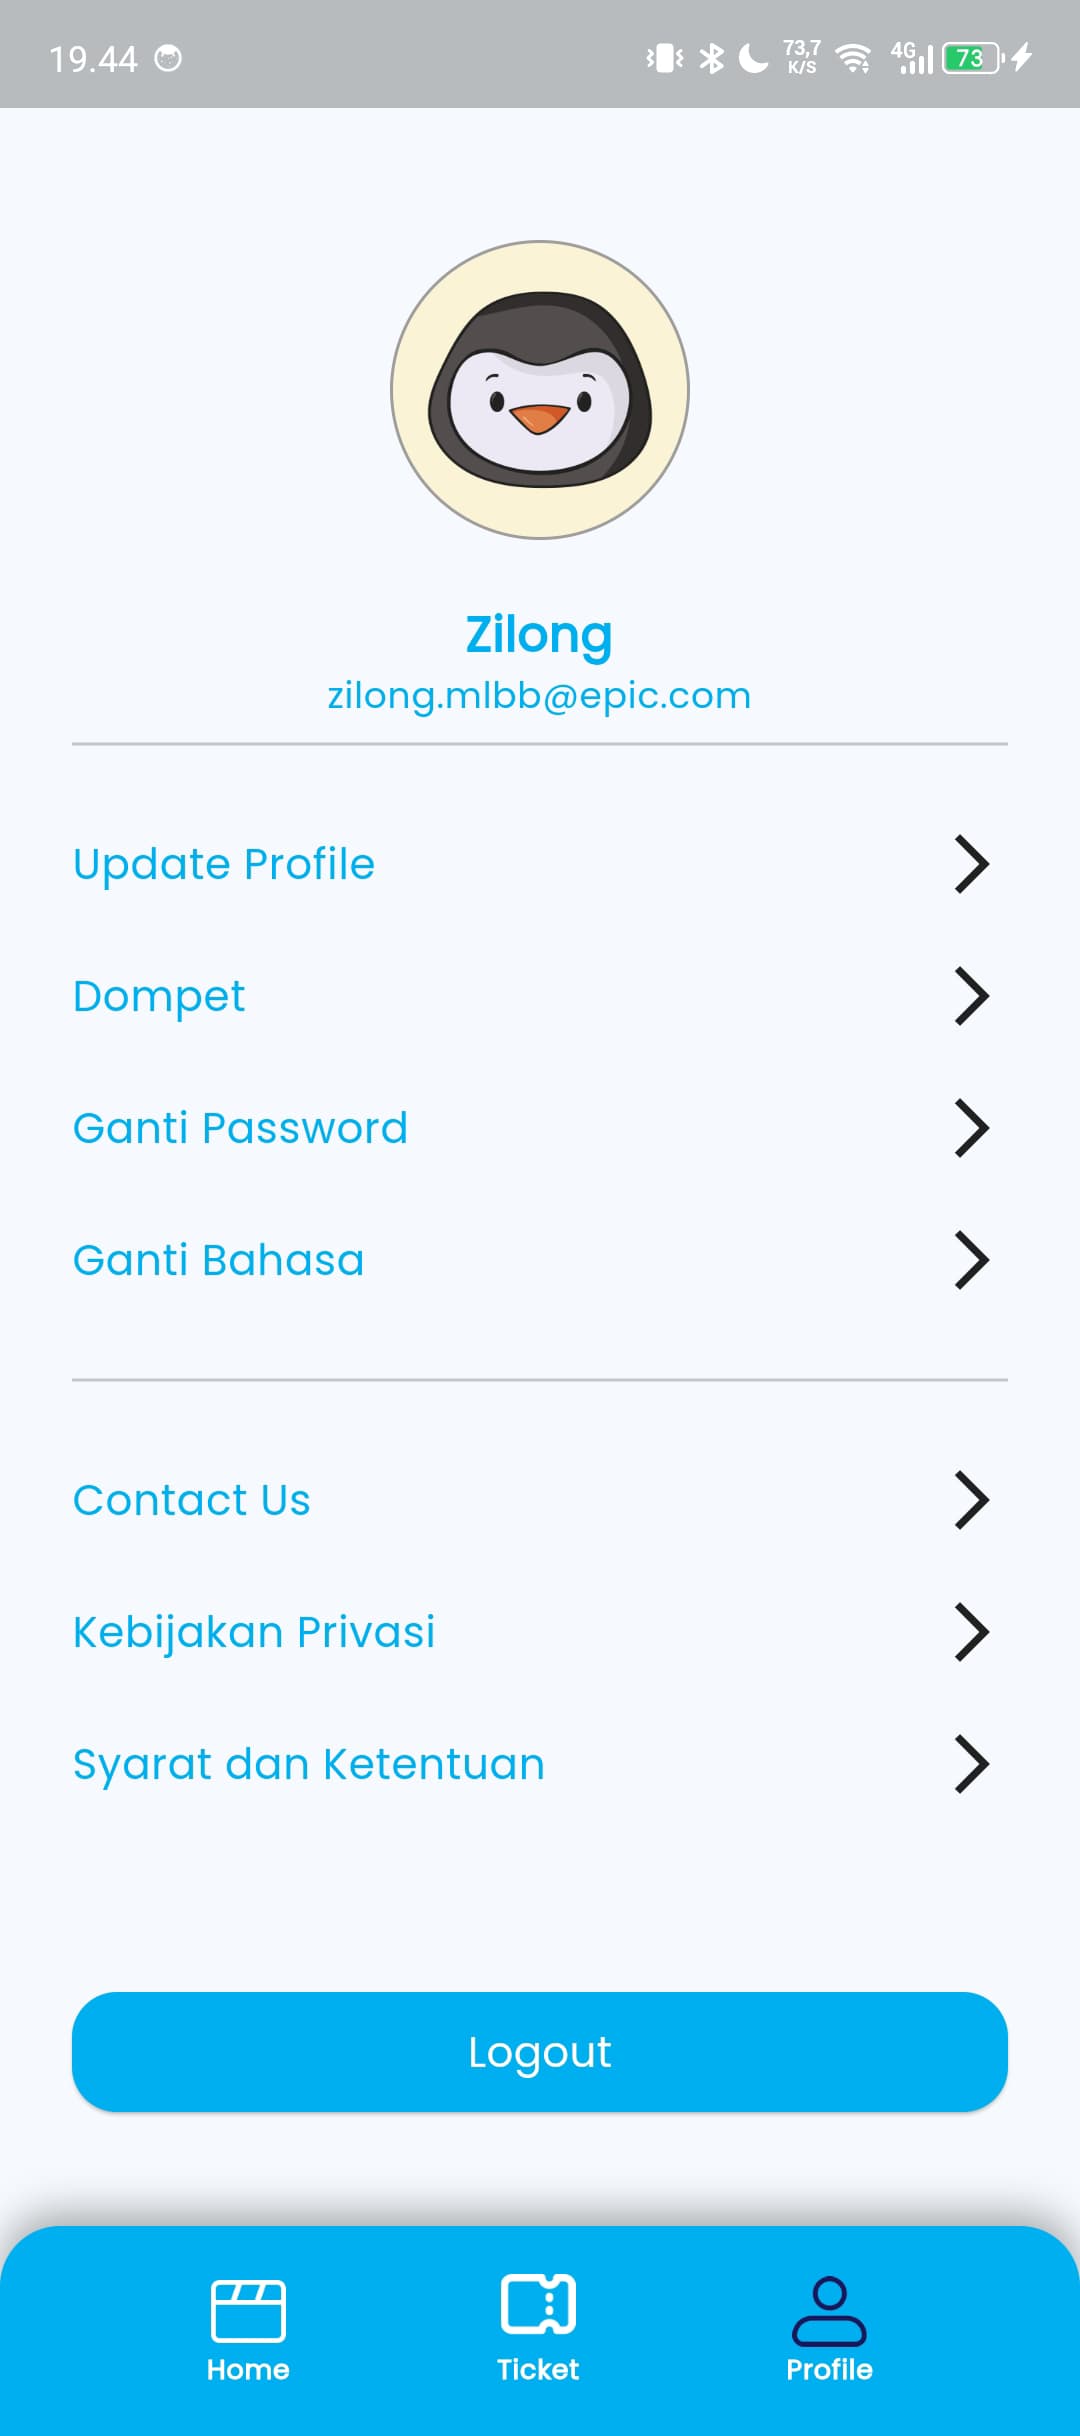 19.44
73,7
K/S
4G
73
Zilong
zilong.mlbb@epic.com
Update Profile
Dompet
Ganti Password
Ganti Bahasa
Contact Us
Kebijakan Privasi
Syarat dan Ketentuan
Logout
Home
Ticket
Profile